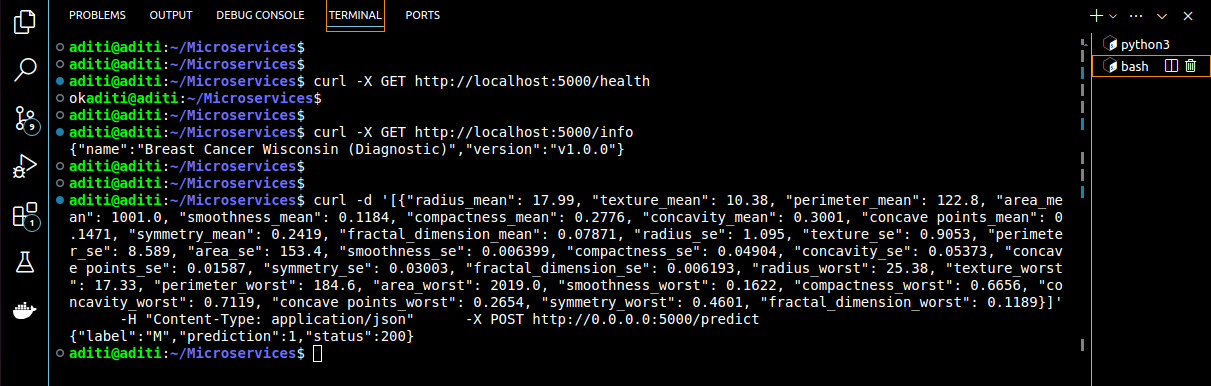 PROBLEMS OUTPUT DEBUG CONSOLE TERMINAL PORTS
python3
bash
9
1
aditi@aditi:~/Microservices$
aditi@aditi:~/Microservices$
aditi@aditi:~/Microservices$ curl -X GET http://localhost:5000/health
okaditi@aditi:~/Microservices$
aditi@aditi:~/Microservices$
aditi@aditi:~/Microservices$ curl -X GET http://localhost:5000/info
{"name":"Breast Cancer Wisconsin (Diagnostic)","version":"v1.0.0"}
aditi@aditi:~/Microservices$
aditi@aditi:~/Microservices$
aditi@aditi:~/Microservices$ curl -d '[{"radius_mean": 17.99, "texture_mean": 10.38, "perimeter_mean": 122.8, "area_me
an": 1001.0, "smoothness_mean": 0.1184, "compactness_mean": 0.2776, "concavity_mean": 0.3001, "concave points_mean": 0
.1471, "symmetry_mean": 0.2419, "fractal_dimension_mean": 0.07871, "radius_se": 1.095, "texture_se": 0.9053, "perimete
r_se": 8.589, "area_se": 153.4, "smoothness_se": 0.006399, "compactness_se": 0.04904, "concavity_se": 0.05373, "concav
e points_se": 0.01587, "symmetry_se": 0.03003, "fractal_dimension_se": 0.006193, "radius_worst": 25.38, "texture_worst
": 17.33, "perimeter_worst": 184.6, "area_worst": 2019.0, "smoothness_worst": 0.1622, "compactness_worst": 0.6656, "co
ncavity_worst": 0.7119, "concave points_worst": 0.2654, "symmetry_worst": 0.4601, "fractal_dimension_worst": 0.1189}]'
-H "Content-Type: application/json" -X POST http://0.0.0.0:5000/predict
{"label":"M","prediction":1,"status":200}
aditi@aditi:~/Microservices$